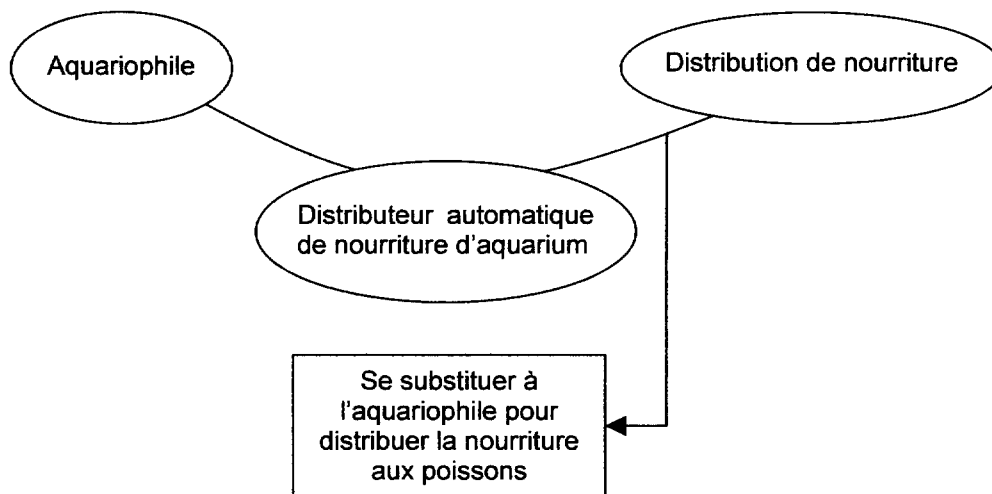 Aquariophile
Distribution de nourriture
Distributeur automatique
de nourriture d'aquarium
Se substituer à
l'aquariophile pour
distribuer la nourriture
aux poissons